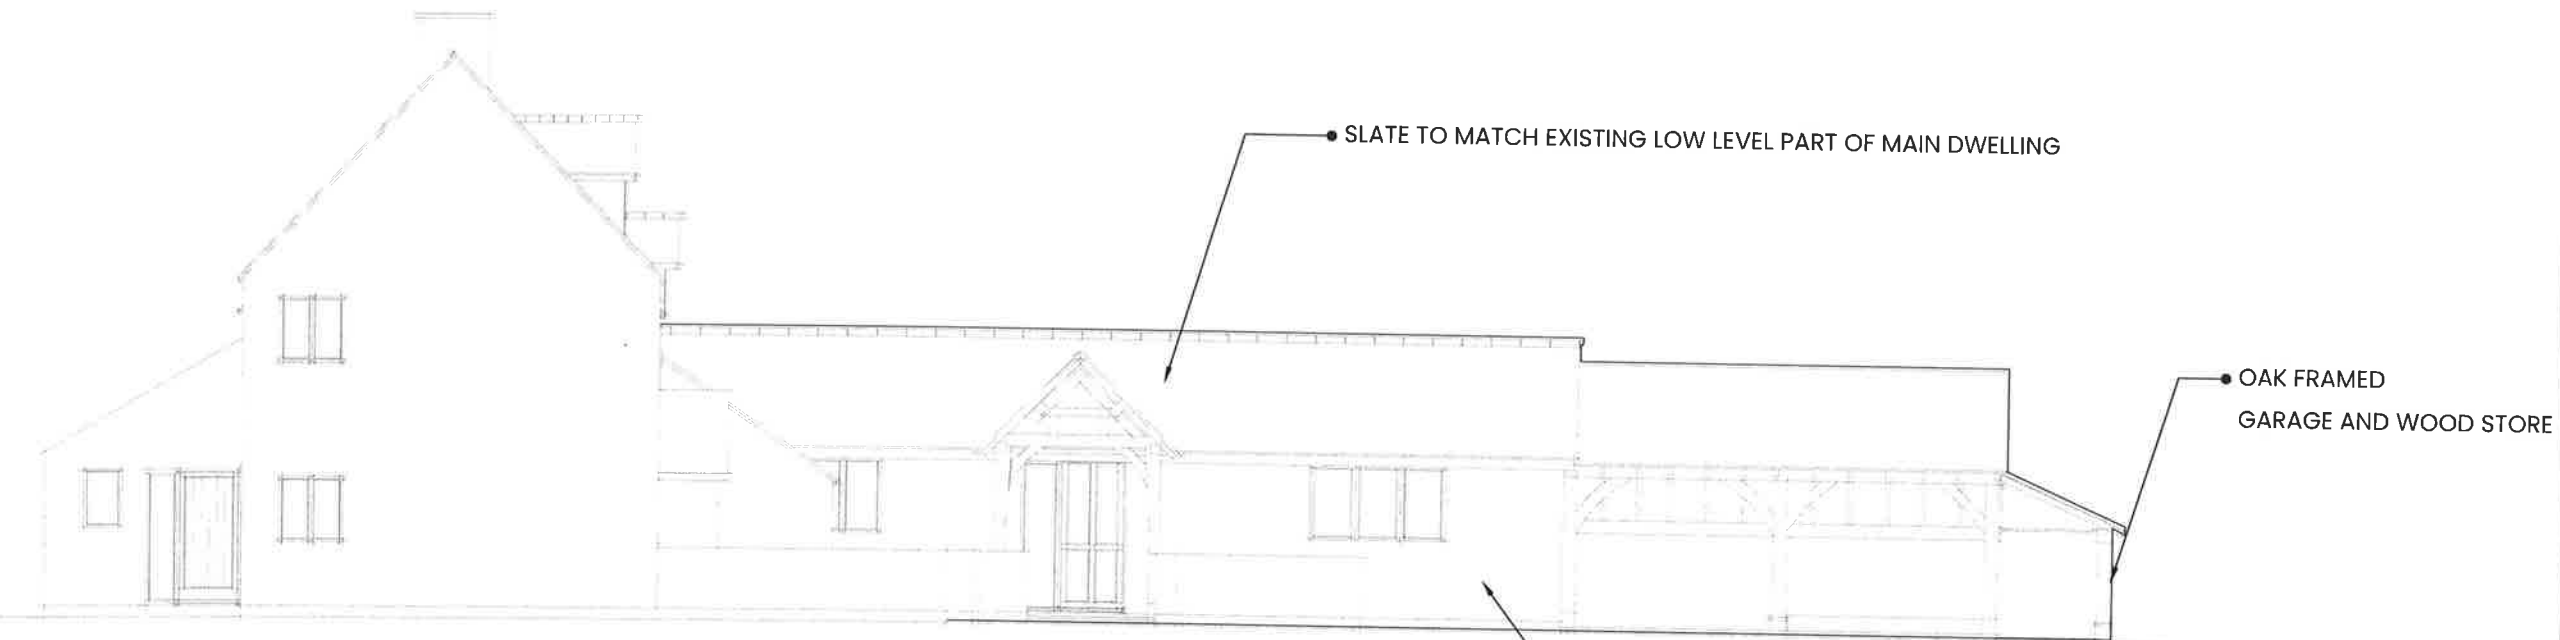 SLATE TO MATCH EXISTING LOW LEVEL PART OF MAIN DWELLING
OAK FRAMED
GARAGE AND WOOD STORE